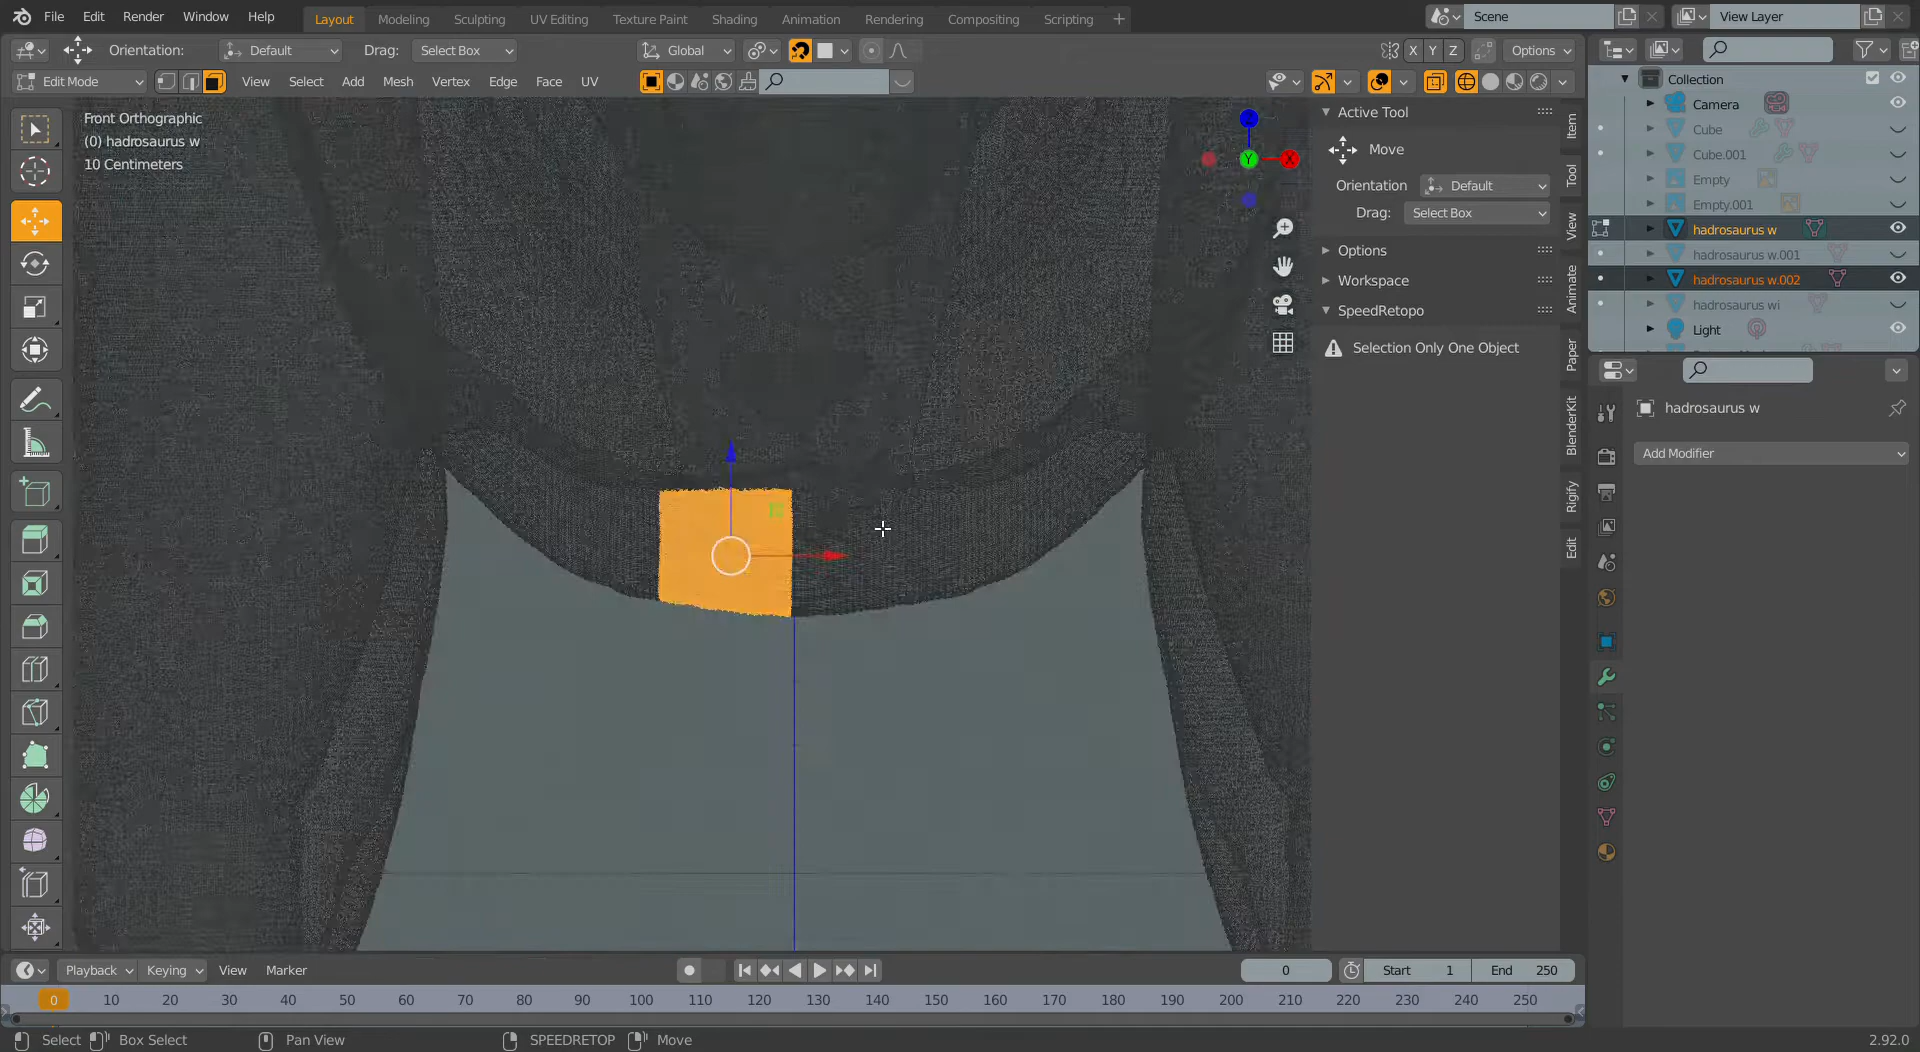 File Edit Render Window Help Layout Modeling Sculpting UV Editing Texture Paint Shading Animation Rendering Compositing Scripting + Scene View Layer
Orientation: Default Drag: Select Box Global X Y Z Options
Edit Mode View Select Add Mesh Vertex Edge Face UV
Front Orthographic
(0) hadrosaurus w
10 Centimeters
Z
Y
X
Active Tool
Move
Orientation Default
Drag: Select Box
Options
Workspace
SpeedRetopo
Selection Only One Object
Item
Tool
View
Animate
Paper
BlenderKit
Rigify
Edit
Collection
Camera
Cube
Cube.001
Empty
Empty.001
hadrosaurus w
hadrosaurus w.001
hadrosaurus w.002
hadrosaurus wi
Light
hadrosaurus w
Add Modifier
Playback Keying View Marker 0 Start 1 End 250
0 10 20 30 40 50 60 70 80 90 100 110 120 130 140 150 160 170 180 190 200 210 220 230 240 250
Select Box Select Pan View SPEEDRETOP Move 2.92.0